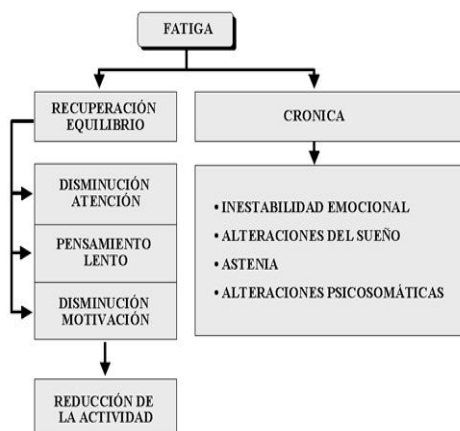 FATIGA
RECUPERACIÓN
EQUILIBRIO
CRONICA
DISMINUCIÓN
ATENCIÓN
PENSAMIENTO
LENTO
DISMINUCIÓN
MOTIVACIÓN
REDUCCIÓN DE
LA ACTIVIDAD
• INESTABILIDAD EMOCIONAL
• ALTERACIONES DEL SUEÑO
• ASTENIA
• ALTERACIONES PSICOSOMÁTICAS